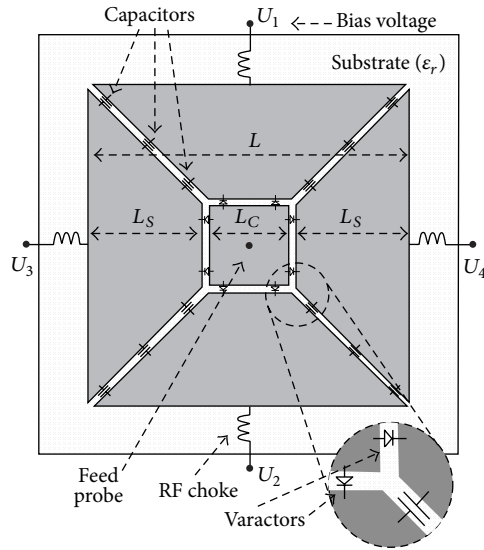 Capacitors
U1
Bias voltage
Substrate (εr)
L
LS
LC
LS
U3
U4
Feed
probe
RF choke
U2
Varactors